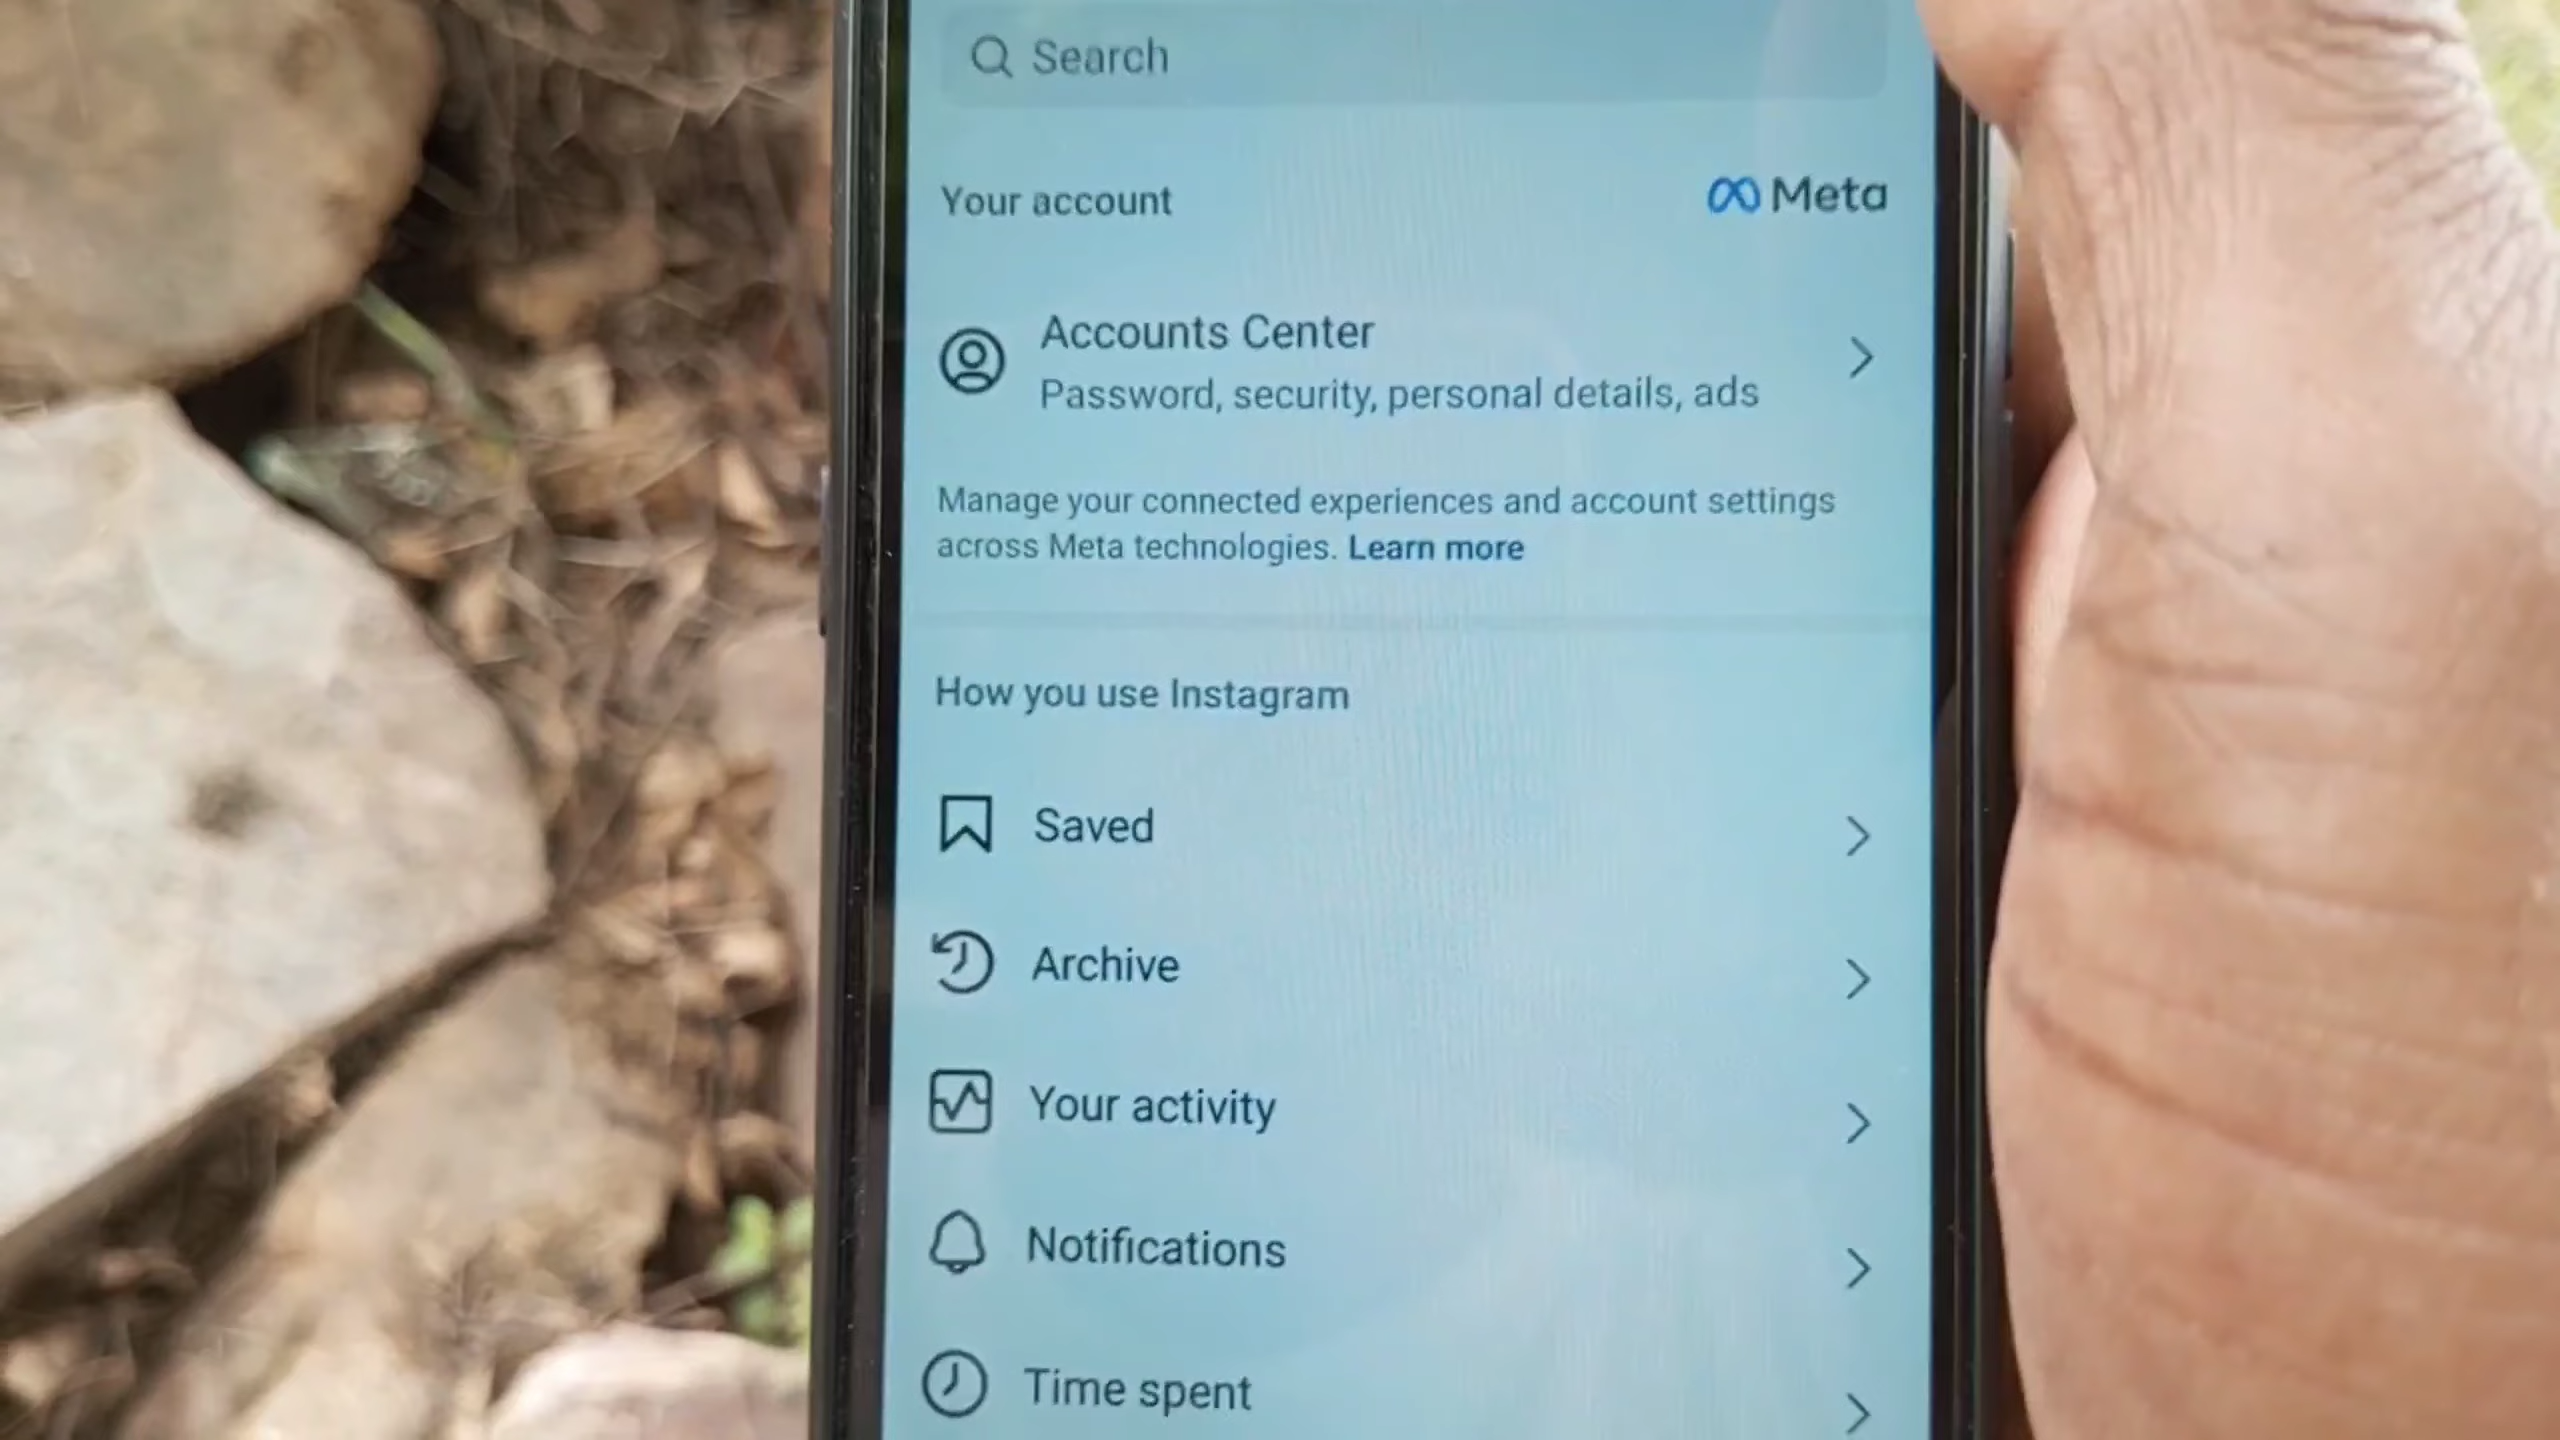 Search
Your account
Meta
Accounts Center
Password, security, personal details, ads
Manage your connected experiences and account settings
across Meta technologies. Learn more
How you use Instagram
Saved
Archive
Your activity
Notifications
Time spent